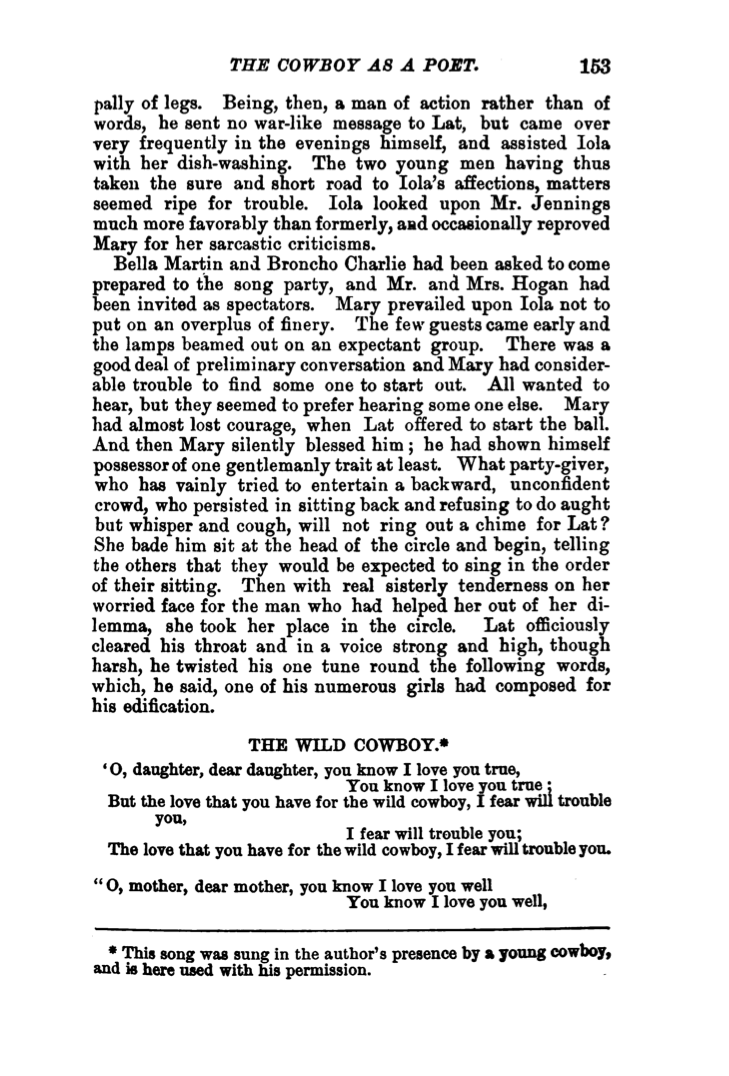 THE COWBOY AS A POET. 153
pally of legs. Being, then, a man of action rather than of
words, he sent no war-like message to Lat, but came over
very frequently in the evenings himself, and assisted Iola
with her dish-washing. The two young men having thus
taken the sure and short road to Iola's affections, matters
seemed ripe for trouble. Iola looked upon Mr. Jennings
much more favorably than formerly, and occasionally reproved
Mary for her sarcastic criticisms.
Bella Martin and Broncho Charlie had been asked to come
prepared to the song party, and Mr. and Mrs. Hogan had
been invited as spectators. Mary prevailed upon Iola not to
put on an overplus of finery. The few guests came early and
the lamps beamed out on an expectant group. There was a
good deal of preliminary conversation and Mary had consider-
able trouble to find some one to start out. All wanted to
hear, but they seemed to prefer hearing some one else. Mary
had almost lost courage, when Lat offered to start the ball.
And then Mary silently blessed him; he had shown himself
possessor of one gentlemanly trait at least. What party-giver,
who has vainly tried to entertain a backward, unconfident
crowd, who persisted in sitting back and refusing to do aught
but whisper and cough, will not ring out a chime for Lat?
She bade him sit at the head of the circle and begin, telling
the others that they would be expected to sing in the order
of their sitting. Then with real sisterly tenderness on her
worried face for the man who had helped her out of her di-
lemma, she took her place in the circle. Lat officiously
cleared his throat and in a voice strong and high, though
harsh, he twisted his one tune round the following words,
which, he said, one of his numerous girls had composed for
his edification.
THE WILD COWBOY.*
‘O, daughter, dear daughter, you know I love you true,
You know I love you true;
But the love that you have for the wild cowboy, I fear will trouble
you,
I fear will trouble you;
The love that you have for the wild cowboy, I fear will trouble you.
“O, mother, dear mother, you know I love you well
You know I love you well,
* This song was sung in the author's presence by a young cowboy,
and is here used with his permission.